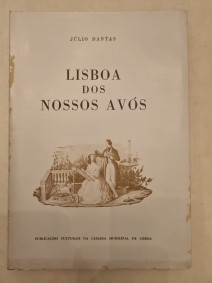 JÚLIO DANTAS
LISBOA
DOS
NOSSOS AVÓS
PUBLICAÇÕES CULTURAIS DA CÂMARA MUNICIPAL DE LISBOA